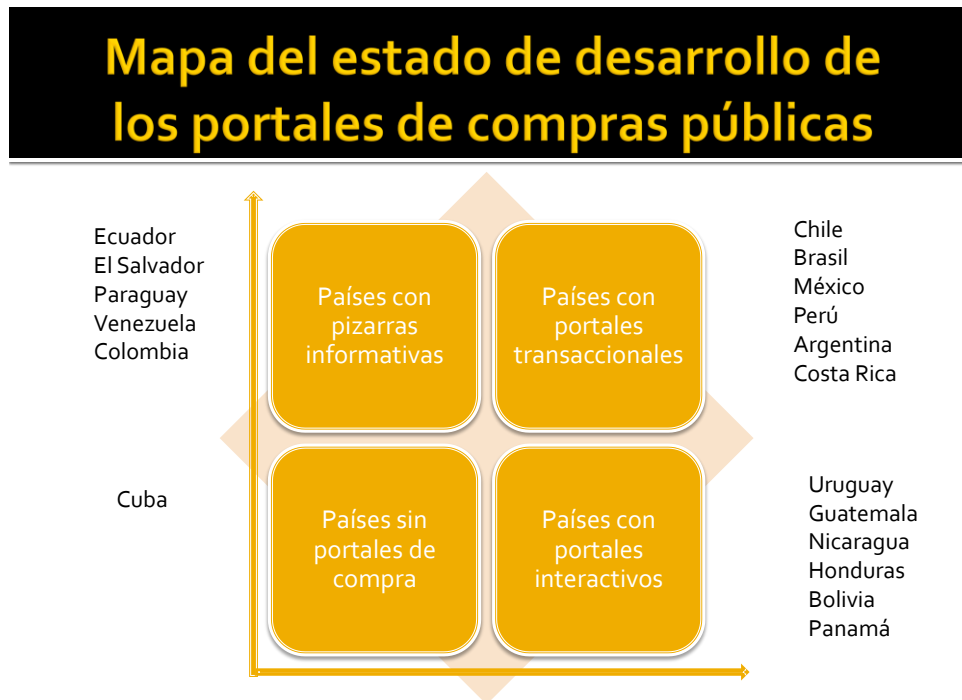 Mapa del estado de desarrollo de
los portales de compras públicas
Ecuador
El Salvador
Paraguay
Venezuela
Colombia
Países con
pizarras
informativas
Países con
portales
transaccionales
Chile
Brasil
México
Perú
Argentina
Costa Rica
Cuba
Países sin
portales de
compra
Países con
portales
interactivos
Uruguay
Guatemala
Nicaragua
Honduras
Bolivia
Panamá